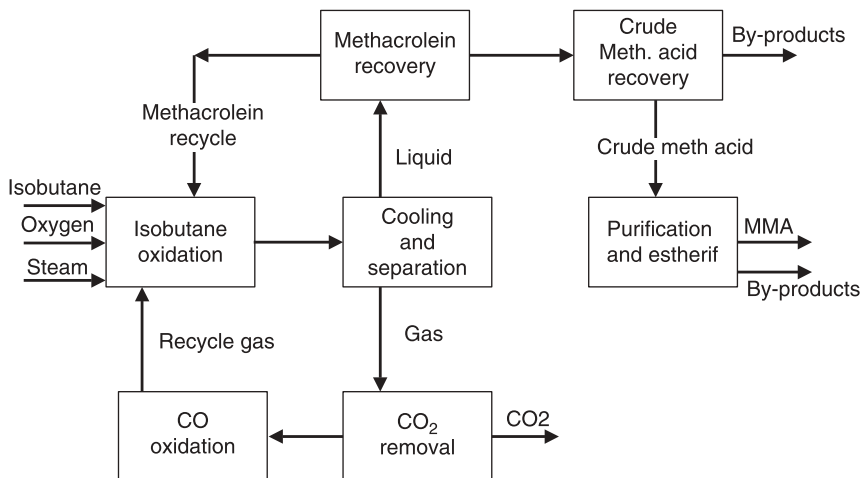 Methacrolein
recovery
Crude
Meth. acid
recovery
By-products
Methacrolein
recycle
Liquid
Crude meth acid
Isobutane
Oxygen
Steam
Isobutane
oxidation
Cooling
and
separation
Purification
and estherif
MMA
By-products
Recycle gas
Gas
CO
oxidation
CO₂
removal
CO2